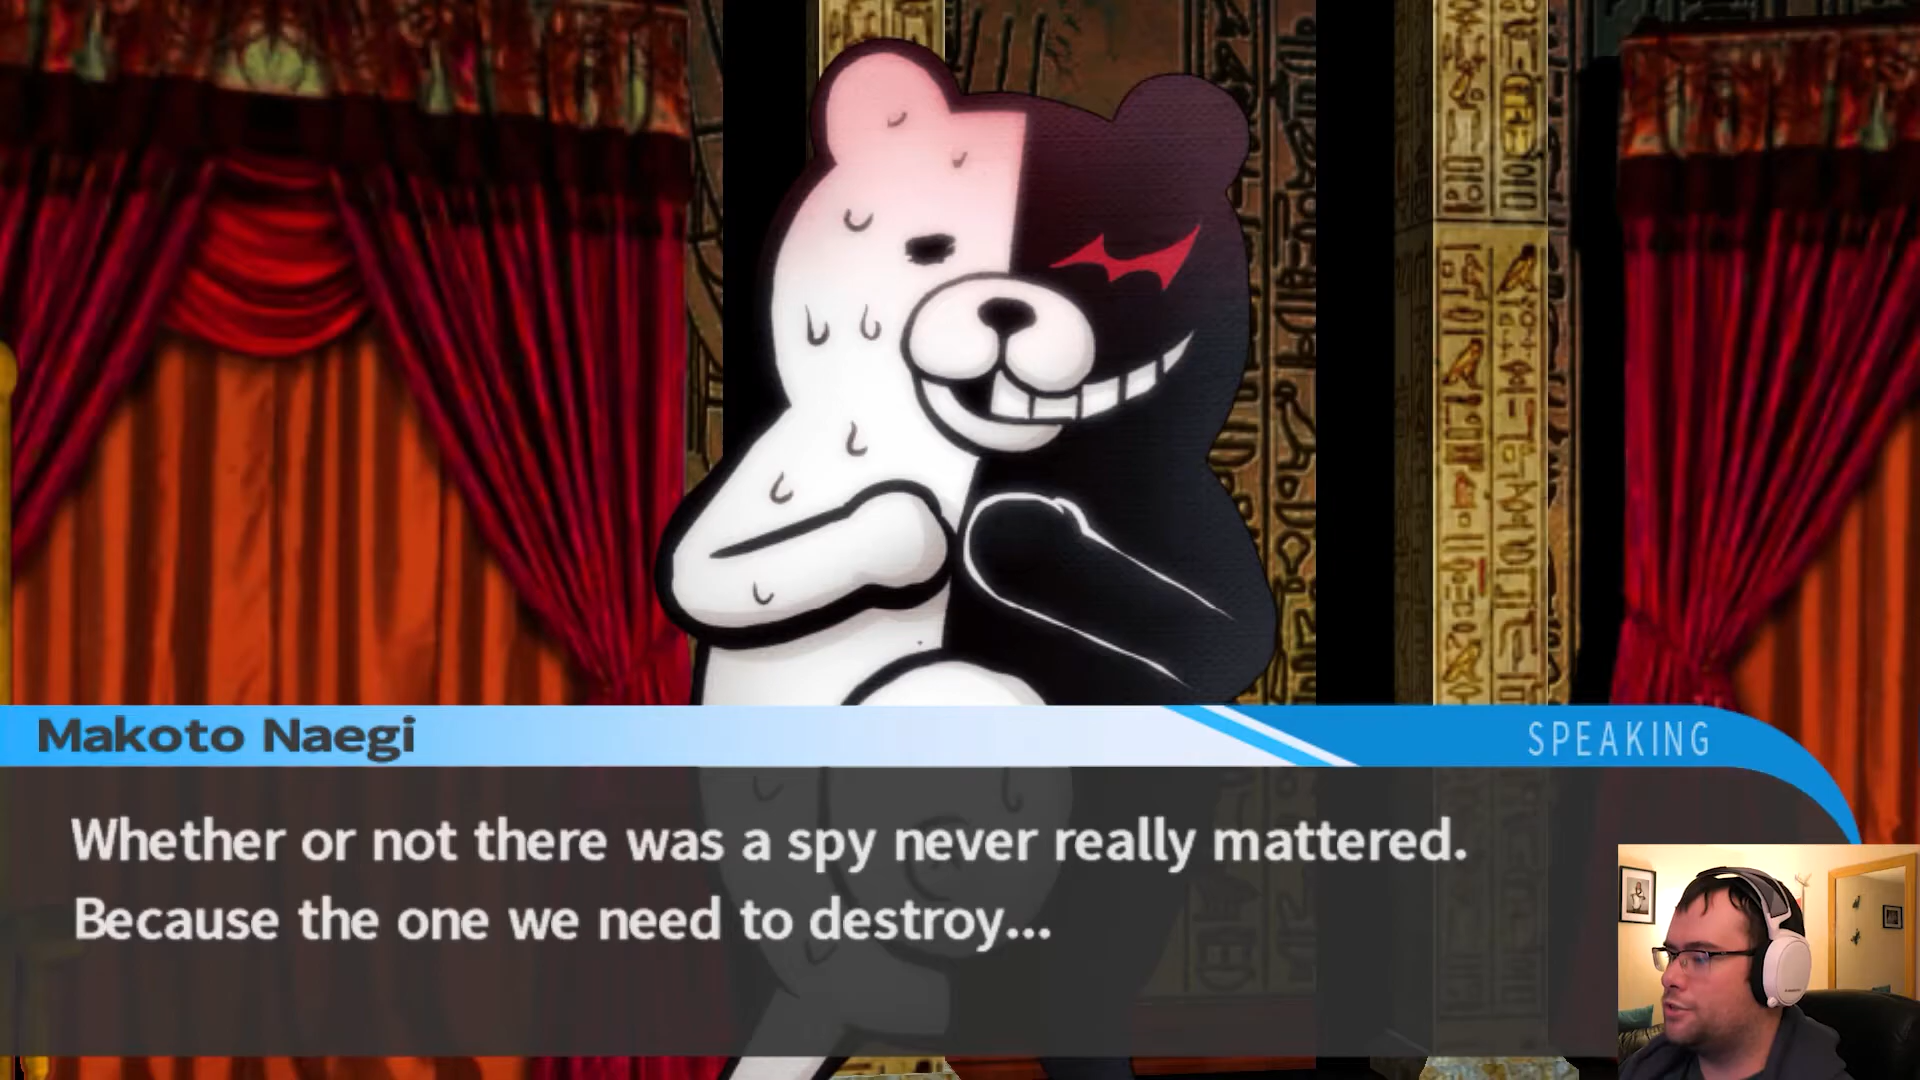 Makoto Naegi
SPEAKING
Whether or not there was a spy never really mattered.
Because the one we need to destroy...